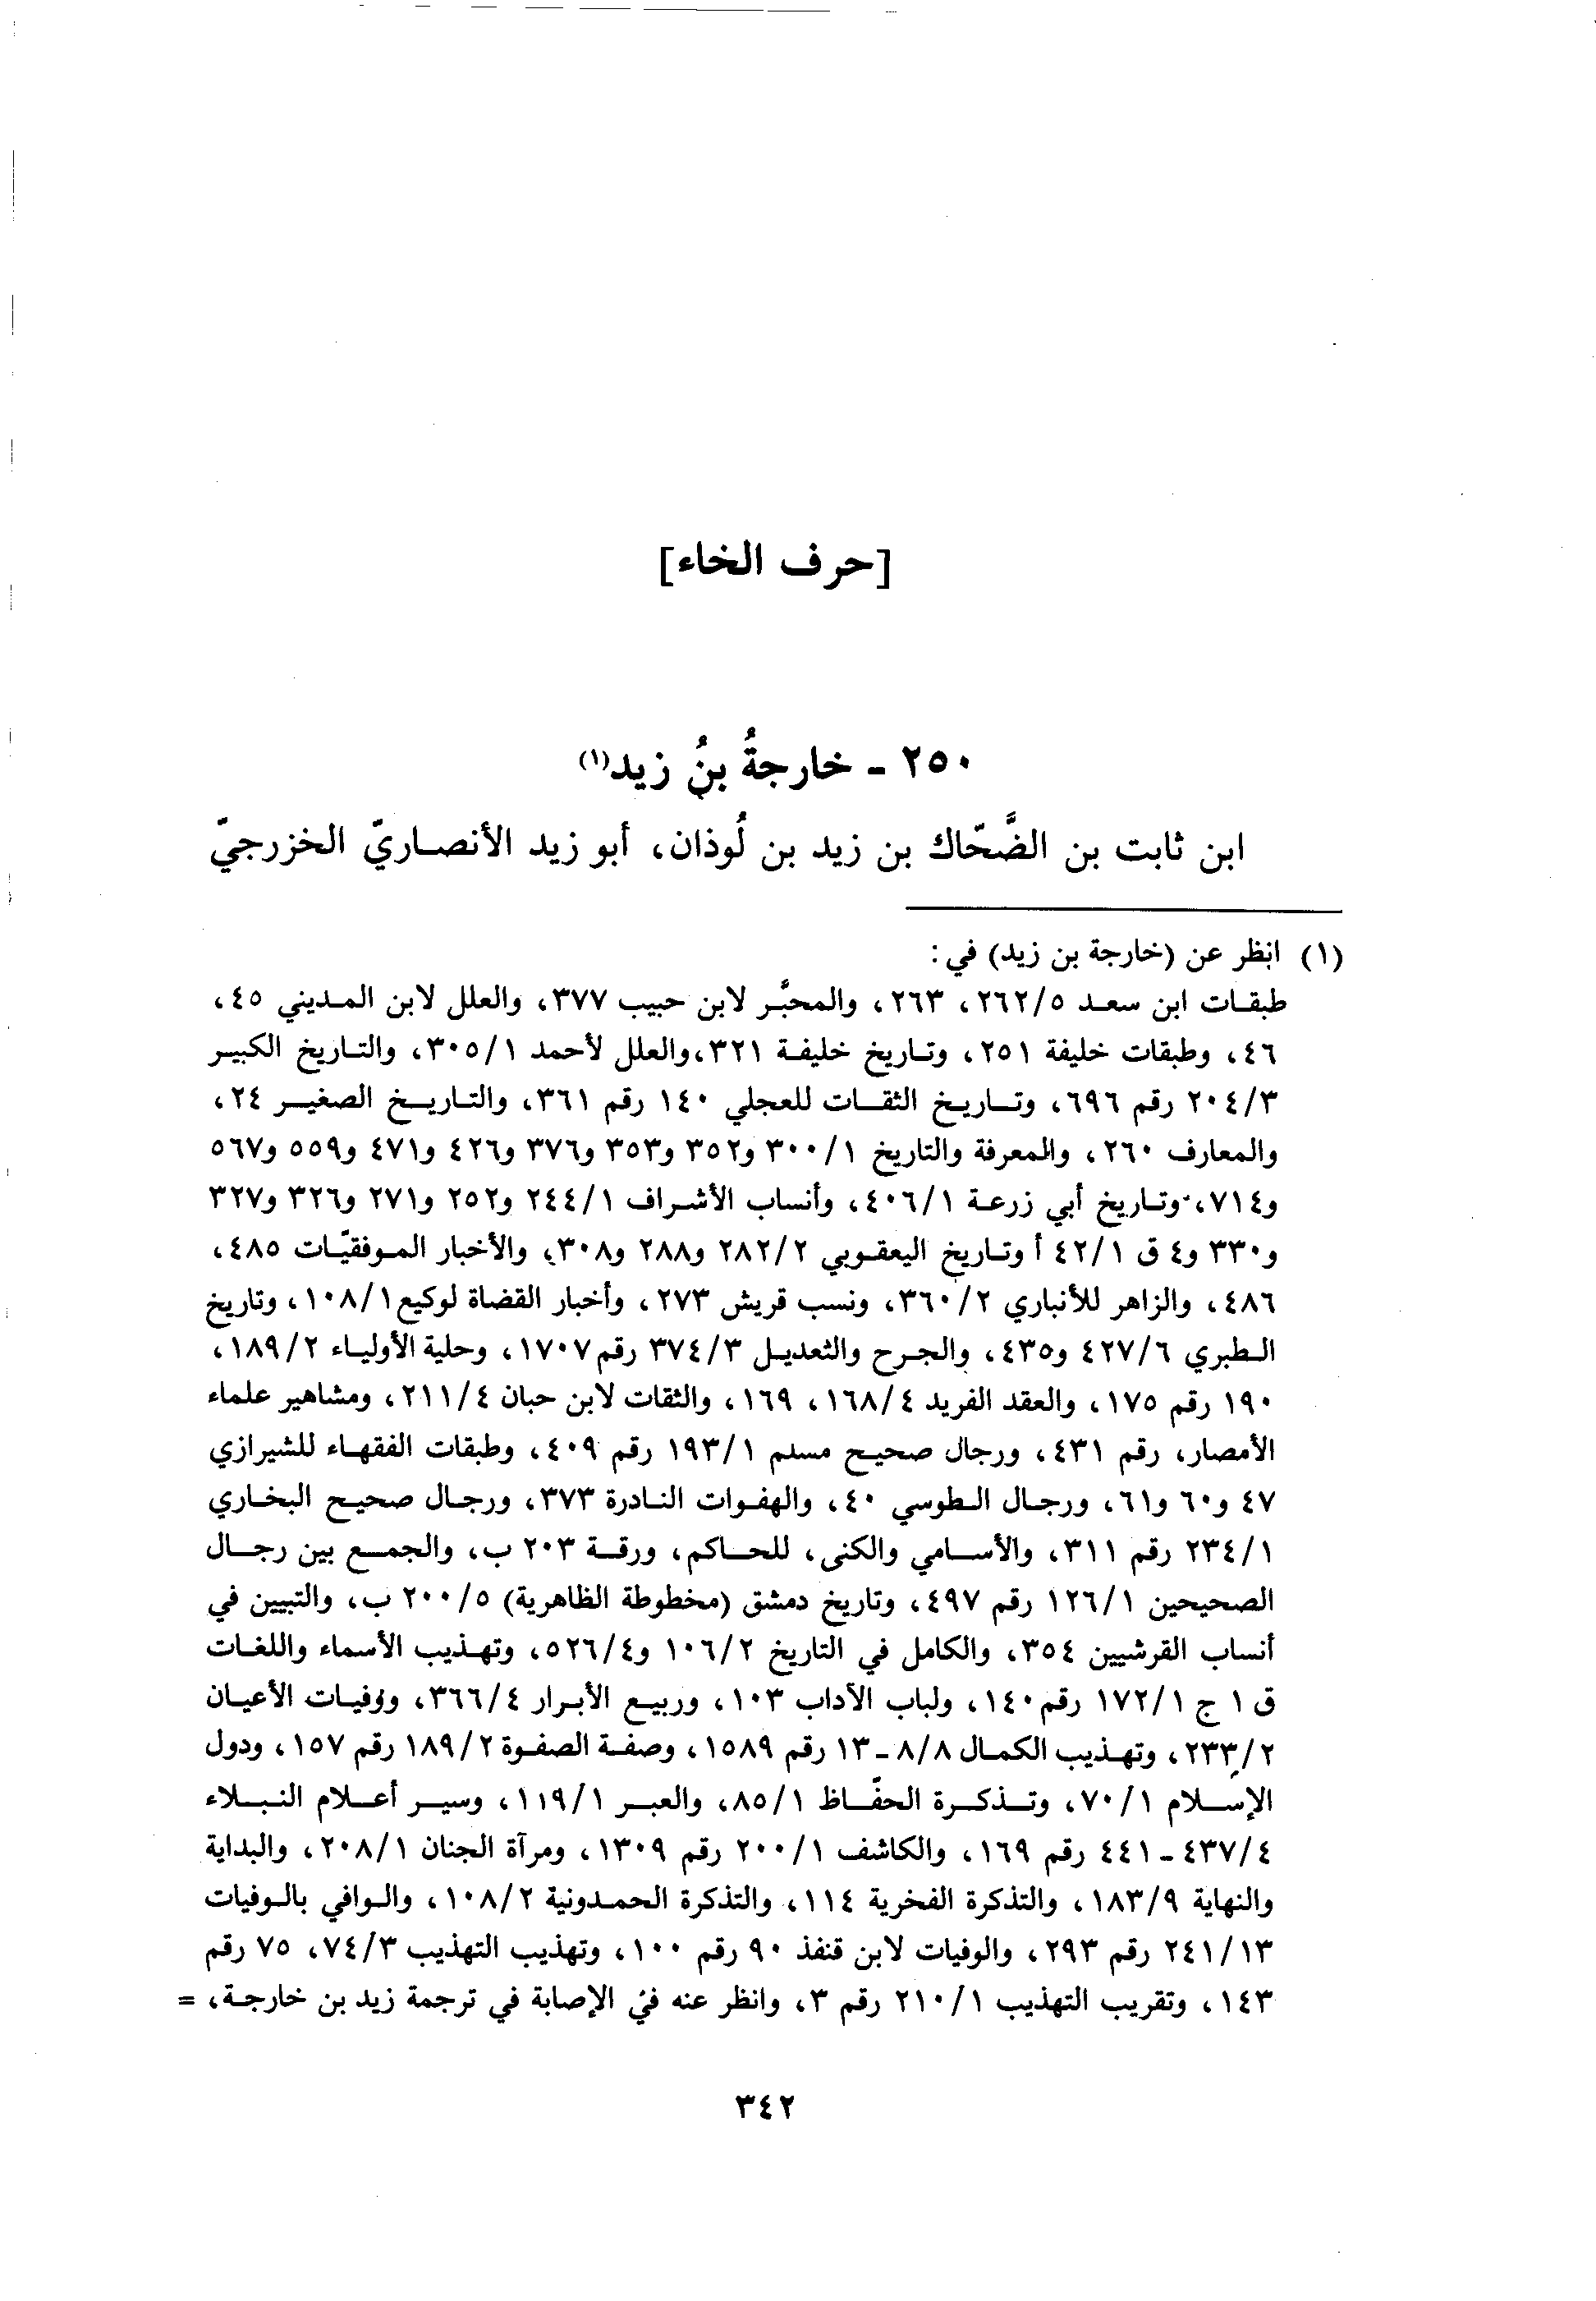 [حرف الخاء]
٢٥٠ - خارجةُ بنُ زيد(١)
ابن ثابت بن الضَّحّاك بن زيد بن لُوذان، أبو زيد الأنصاريّ الخزرجيّ
(١) انظر عن (خارجة بن زيد) في:
طبقات ابن سعد ٢٦٢/٥، ٢٦٣، والمحبَّر لابن حبيب ٣٧٧، والعلل لابن المديني ٤٥،
٤٦، وطبقات خليفة ٢٥١، وتاريخ خليفة ٣٢١، والعلل لأحمد ٣٠٥/١، والتاريخ الكبير
٢٠٤/٣ رقم ٦٩٦، وتاريخ الثقات للعجلي ١٤٠ رقم ٣٦١، والتاريخ الصغير ٢٤،
والمعارف ٢٦٠، والمعرفة والتاريخ ٣٠٠/١ و٣٥٢ و٣٥٣ و٣٧٦ و٤٢٦ و٤٧١ و٥٥٩ و٥٦٧
و٧١٤، وتاريخ أبي زرعة ٤٠٦/١، وأنساب الأشراف ٢٤٤/١ و٢٥٢ و٢٧١ و٣٢٦ و٣٢٧
و٣٣٠ و٤ ق ٤٢/١ أ وتاريخ اليعقوبي ٢٨٢/٢ و٢٨٨ و٣٠٨، والأخبار الموفقيّات ٤٨٥،
٤٨٦، والزاهر للأنباري ٣٦٠/٢، ونسب قريش ٢٧٣، وأخبار القضاة لوكيع ١٠٨/١، وتاريخ
الطبري ٤٢٧/٦ و٤٣٥، والجرح والتعديل ٣٧٤/٣ رقم ١٧٠٧، وحلية الأولياء ١٨٩/٢،
١٩٠ رقم ١٧٥، والعقد الفريد ١٦٨/٤، ١٦٩، والثقات لابن حبان ٢١١/٤، ومشاهير علماء
الأمصار، رقم ٤٣١، ورجال صحيح مسلم ١٩٣/١ رقم ٤٠٩، وطبقات الفقهاء للشيرازي
٤٧ و٦٠ و٦١، ورجال الطوسي ٤٠، والهفوات النادرة ٣٧٣، ورجال صحيح البخاري
٢٣٤/١ رقم ٣١١، والأسامي والكنى، للحاكم، ورقة ٢٠٣ ب، والجمع بين رجال
الصحيحين ١٢٦/١ رقم ٤٩٧، وتاريخ دمشق (مخطوطة الظاهرية) ٢٠٠/٥ ب، والتبيين في
أنساب القرشيين ٣٥٤، والكامل في التاريخ ١٠٦/٢ و٥٢٦/٤، وتهذيب الأسماء واللغات
ق ١ ج ١٧٢/١ رقم ١٤٠، ولباب الآداب ١٠٣، وربيع الأبرار ٣٦٦/٤، ووفيات الأعيان
٢٣٣/٢، وتهذيب الكمال ٨/٨ - ١٣ رقم ١٥٨٩، وصفة الصفوة ١٨٩/٢ رقم ١٥٧، ودول
الإسلام ٧٠/١، وتذكرة الحفّاظ ٨٥/١، والعبر ١١٩/١، وسير أعلام النبلاء
٤٣٧/٤ - ٤٤١ رقم ١٦٩، والكاشف ٢٠٠/١ رقم ١٣٠٩، ومرآة الجنان ٢٠٨/١، والبداية
والنهاية ١٨٣/٩، والتذكرة الفخرية ١١٤، والتذكرة الحمدونية ١٠٨/٢، والوافي بالوفيات
٢٤١/١٣ رقم ٢٩٣، والوفيات لابن قنفذ ٩٠ رقم ١٠٠، وتهذيب التهذيب ٧٤/٣، ٧٥ رقم
١٤٣، وتقريب التهذيب ٢١٠/١ رقم ٣، وانظر عنه في الإصابة في ترجمة زيد بن خارجة، =
٣٤٢